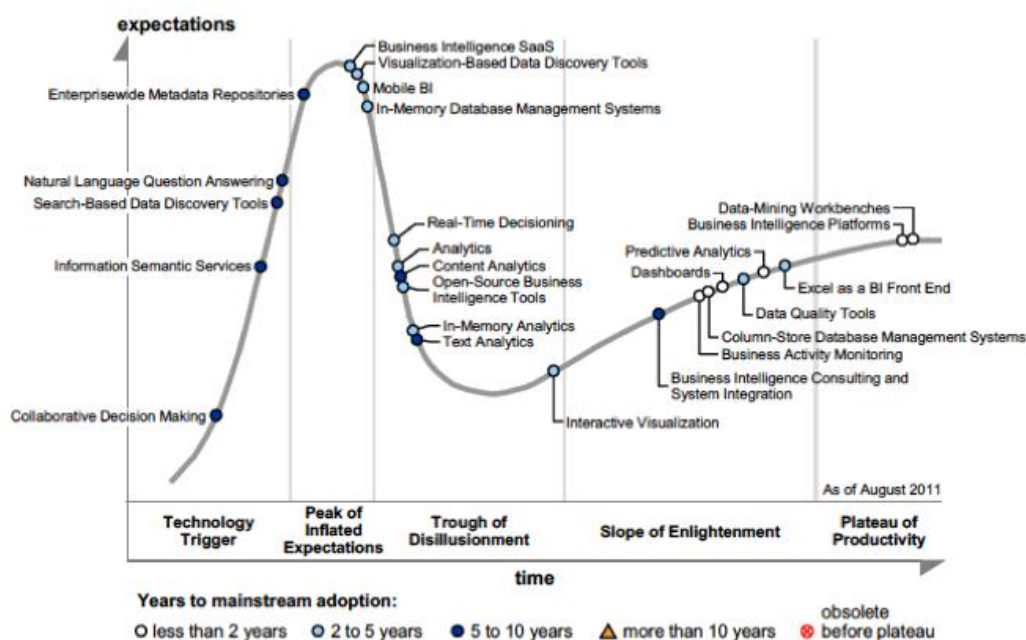 expectations
Business Intelligence SaaS
Visualization-Based Data Discovery Tools
Enterprisewide Metadata Repositories
Mobile BI
In-Memory Database Management Systems
Natural Language Question Answering
Search-Based Data Discovery Tools
Real-Time Decisioning
Data-Mining Workbenches
Business Intelligence Platforms
Analytics
Predictive Analytics
Information Semantic Services
Content Analytics
Dashboards
Open-Source Business
Intelligence Tools
Excel as a BI Front End
Data Quality Tools
In-Memory Analytics
Text Analytics
Column-Store Database Management Systems
Business Activity Monitoring
Business Intelligence Consulting and
System Integration
Collaborative Decision Making
Interactive Visualization
As of August 2011
Technology
Trigger
Peak of
Inflated
Expectations
Trough of
Disillusionment
Slope of Enlightenment
Plateau of
Productivity
time
Years to mainstream adoption:
less than 2 years
2 to 5 years
5 to 10 years
more than 10 years
obsolete
before plateau